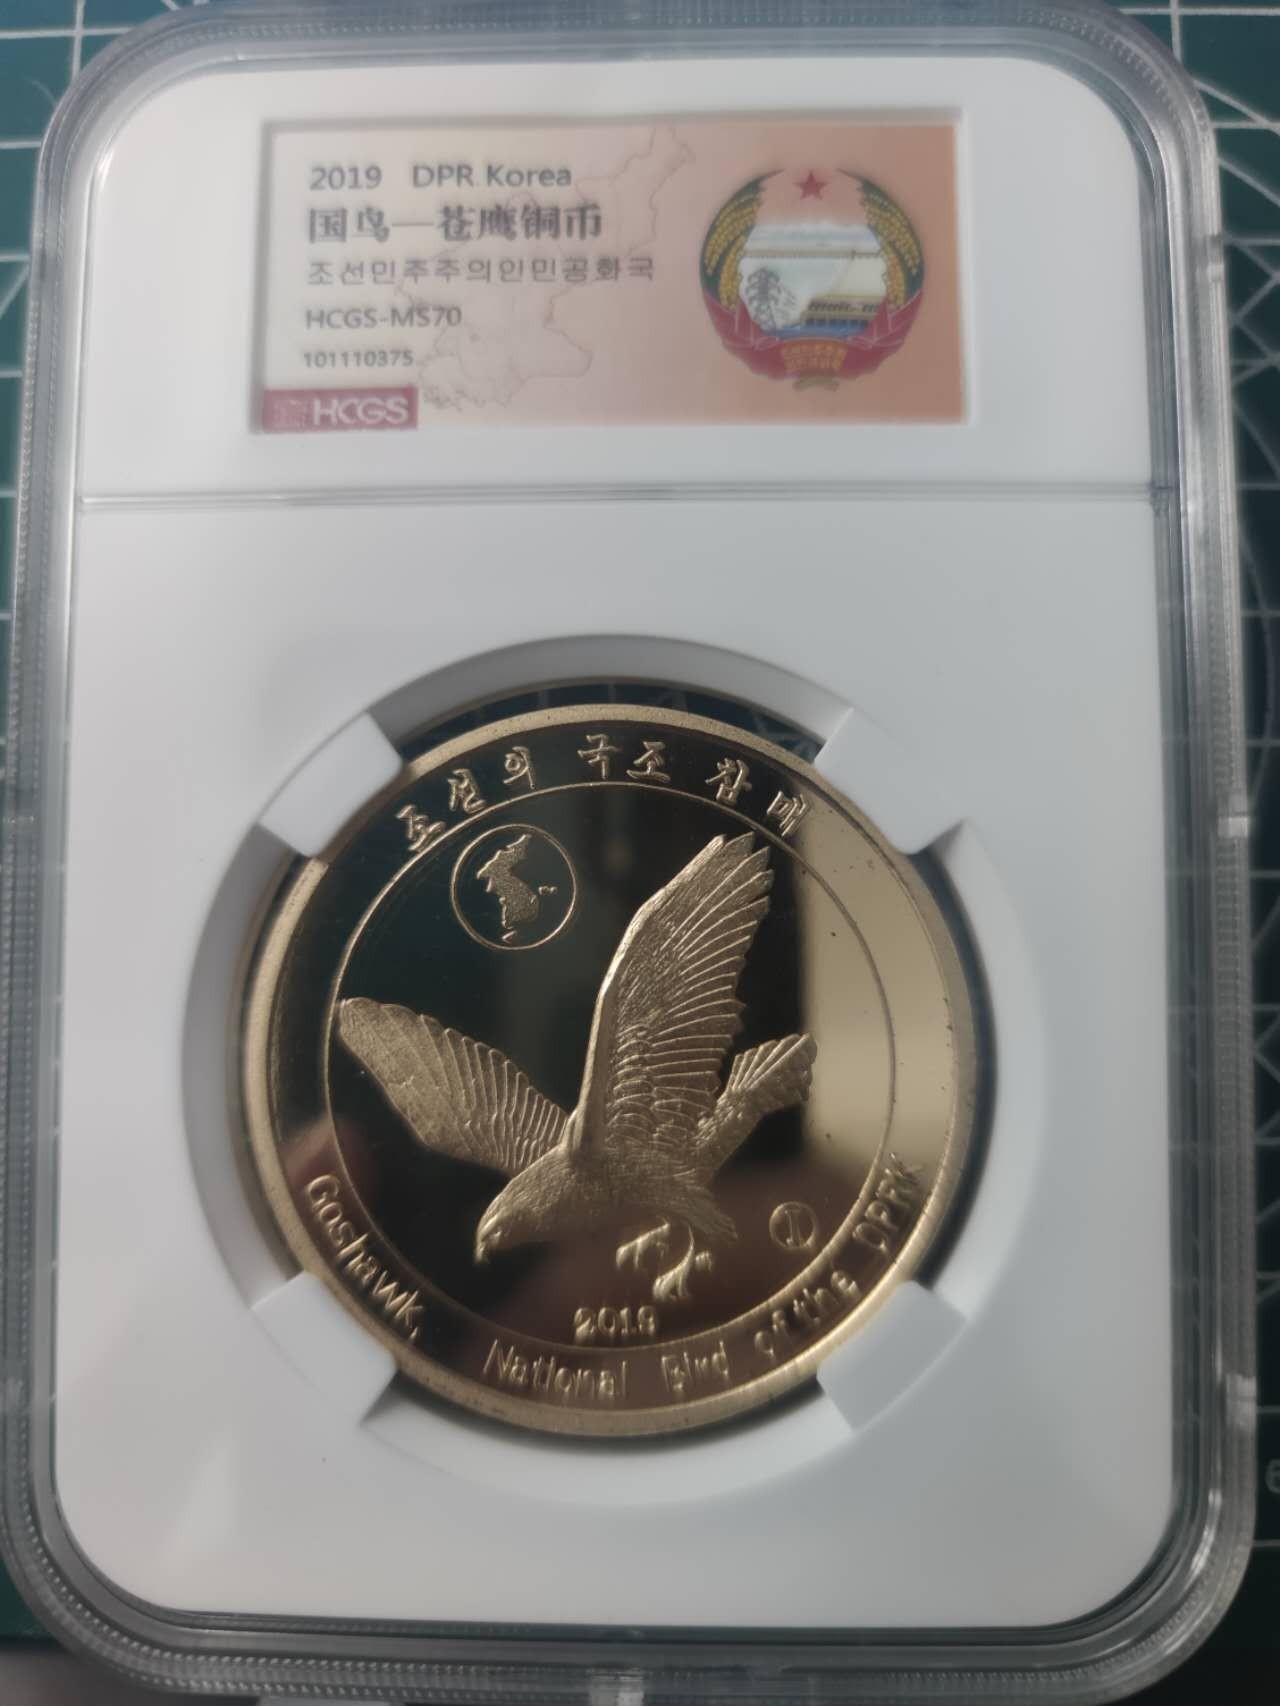 2019 DPR Korea
国鸟—苍鹰铜币
조선민주주의인민공화국
HCGS-MS70
101110375
HCGS
조선의 국조 참매
2019
Goshawk, National Bird of the DPRK